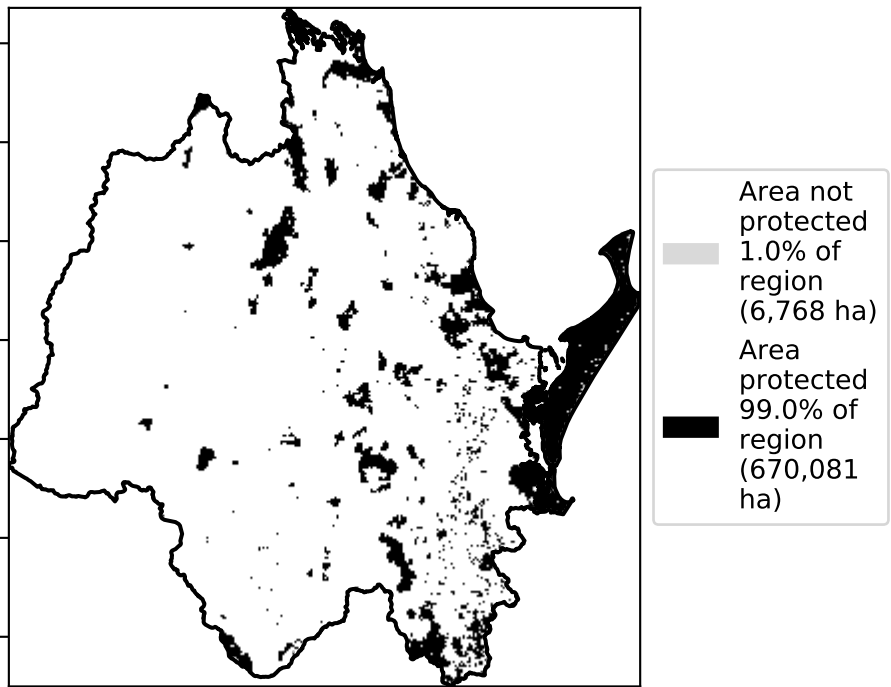 Area not
protected
1.0% of
region
(6,768 ha)
Area
protected
99.0% of
region
(670,081
ha)